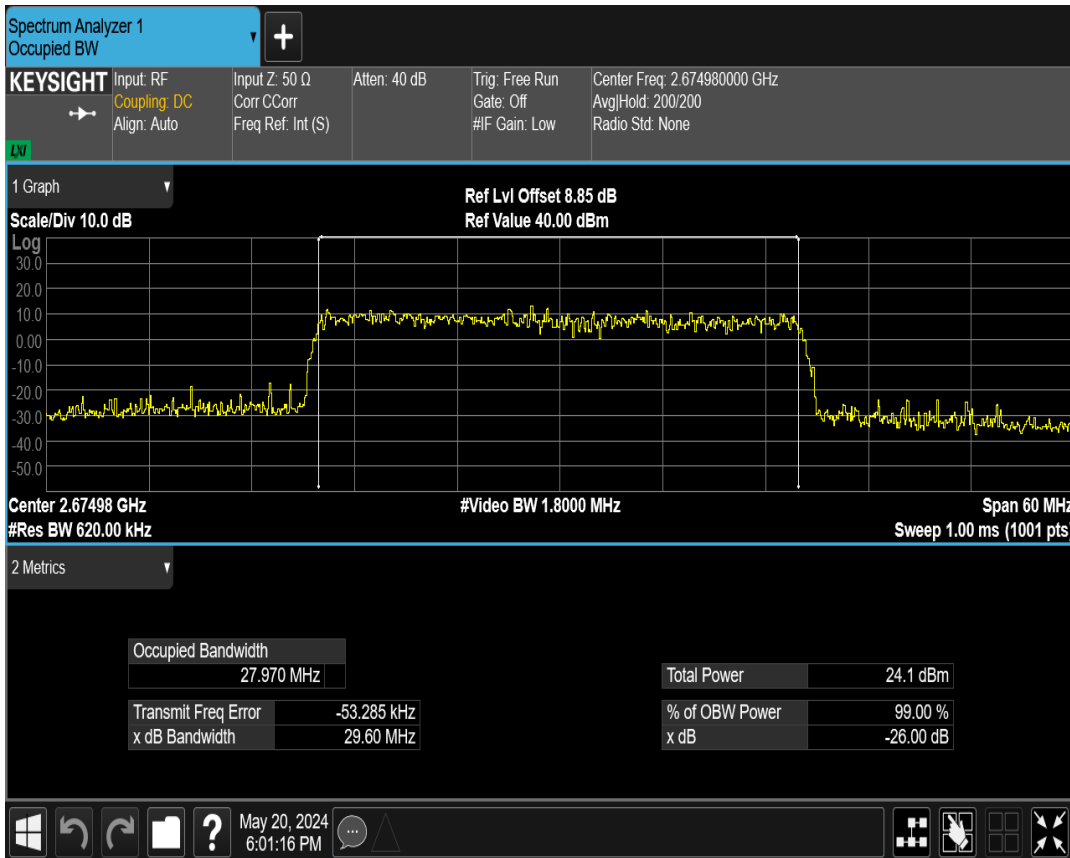 Spectrum Analyzer 1
Occupied BW
KEYSIGHT
LXI
Input: RF
Coupling: DC
Align: Auto
Input Z: 50 Ω
Corr CCorr
Freq Ref: Int (S)
Atten: 40 dB
Trig: Free Run
Gate: Off
#IF Gain: Low
Center Freq: 2.674980000 GHz
Avg|Hold: 200/200
Radio Std: None
1 Graph
Ref Lvl Offset 8.85 dB
Scale/Div 10.0 dB
Ref Value 40.00 dBm
Log
30.0
20.0
10.0
0.00
-10.0
-20.0
-30.0
-40.0
-50.0
Center 2.67498 GHz
#Video BW 1.8000 MHz
Span 60 MHz
#Res BW 620.00 kHz
Sweep 1.00 ms (1001 pts)
2 Metrics
Occupied Bandwidth
27.970 MHz
Total Power 24.1 dBm
Transmit Freq Error -53.285 kHz
% of OBW Power 99.00 %
x dB Bandwidth 29.60 MHz
x dB -26.00 dB
?
May 20, 2024
6:01:16 PM